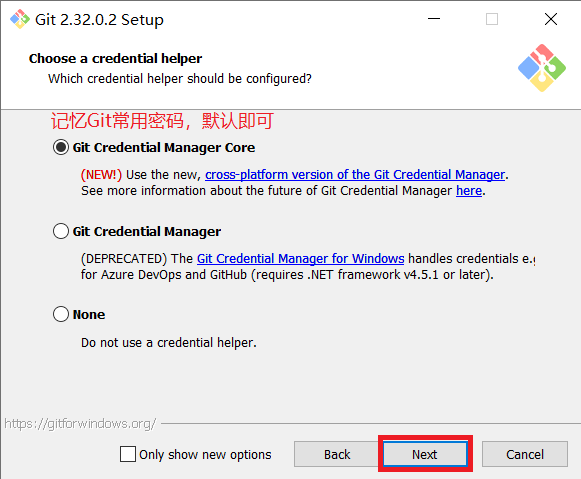 Git 2.32.0.2 Setup
Choose a credential helper
Which credential helper should be configured?
记忆Git常用密码，默认即可
Git Credential Manager Core
(NEW!) Use the new, cross-platform version of the Git Credential Manager.
See more information about the future of Git Credential Manager here.
Git Credential Manager
(DEPRECATED) The Git Credential Manager for Windows handles credentials e.g
for Azure DevOps and GitHub (requires .NET framework v4.5.1 or later).
None
Do not use a credential helper.
https://gitforwindows.org/
Only show new options
Back
Next
Cancel